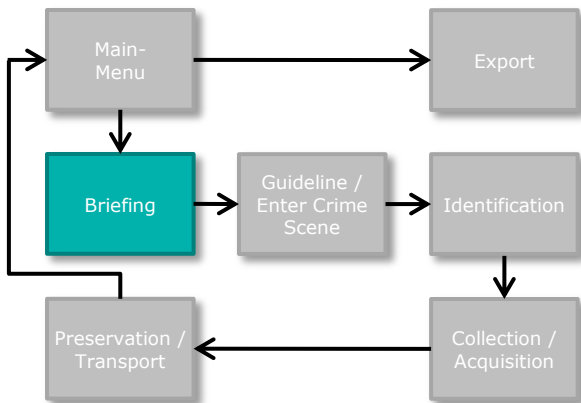 Main-
Menu
Export
Briefing
Guideline /
Enter Crime
Scene
Identification
Preservation /
Transport
Collection /
Acquisition